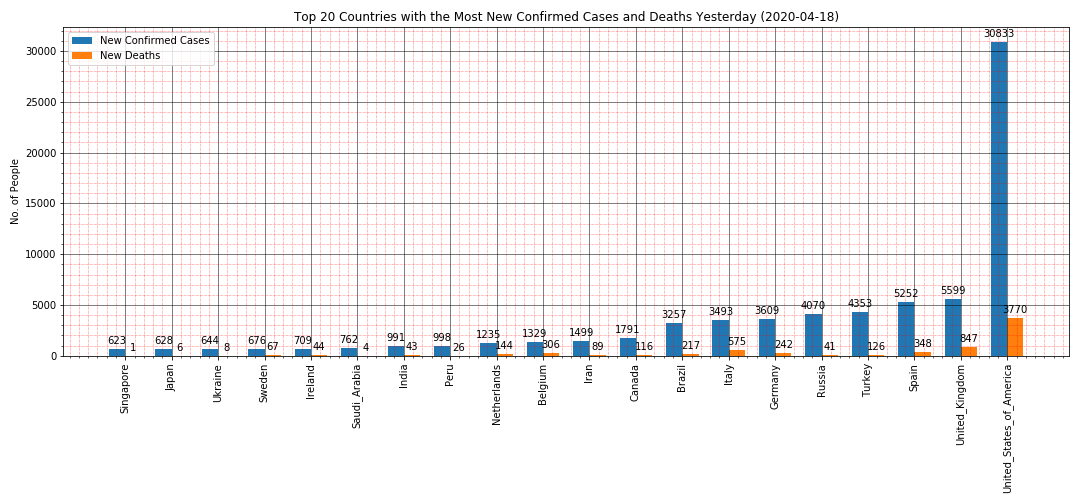 Top 20 Countries with the Most New Confirmed Cases and Deaths Yesterday (2020-04-18)
New Confirmed Cases
New Deaths
No. of People
30000
25000
20000
15000
10000
5000
0
623 1 628 6 644 8 676 67 709 44 762 4 991 43 998 26 1235 144 1329 306 1499 89 1791 116 3257 217 3493 575 3609 242 4070 41 4353 126 5252 348 5599 847 30833 3770
Singapore
Japan
Ukraine
Sweden
Ireland
Saudi_Arabia
India
Peru
Netherlands
Belgium
Iran
Canada
Brazil
Italy
Germany
Russia
Turkey
Spain
United_Kingdom
United_States_of_America